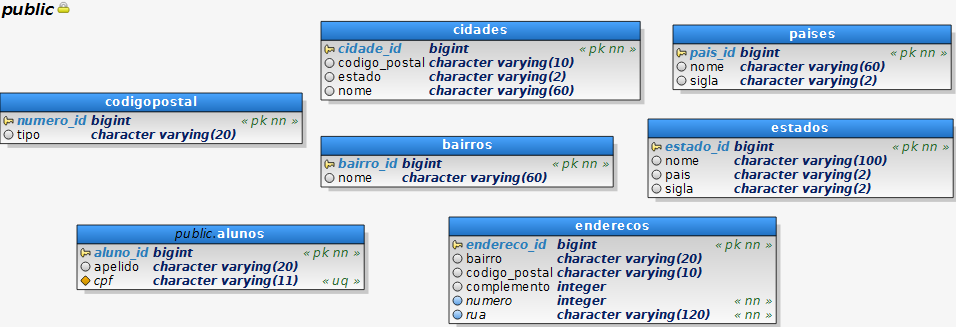 public
cidades
cidade_id bigint « pk nn »
codigo_postal character varying(10)
estado character varying(2)
nome character varying(60)
paises
pais_id bigint « pk nn »
nome character varying(60)
sigla character varying(2)
codigopostal
numero_id bigint « pk nn »
tipo character varying(20)
bairros
bairro_id bigint « pk nn »
nome character varying(60)
estados
estado_id bigint « pk nn »
nome character varying(100)
pais character varying(2)
sigla character varying(2)
public.alunos
aluno_id bigint « pk nn »
apelido character varying(20)
cpf character varying(11) « uq »
enderecos
endereco_id bigint « pk nn »
bairro character varying(20)
codigo_postal character varying(10)
complemento integer
numero integer « nn »
rua character varying(120) « nn »